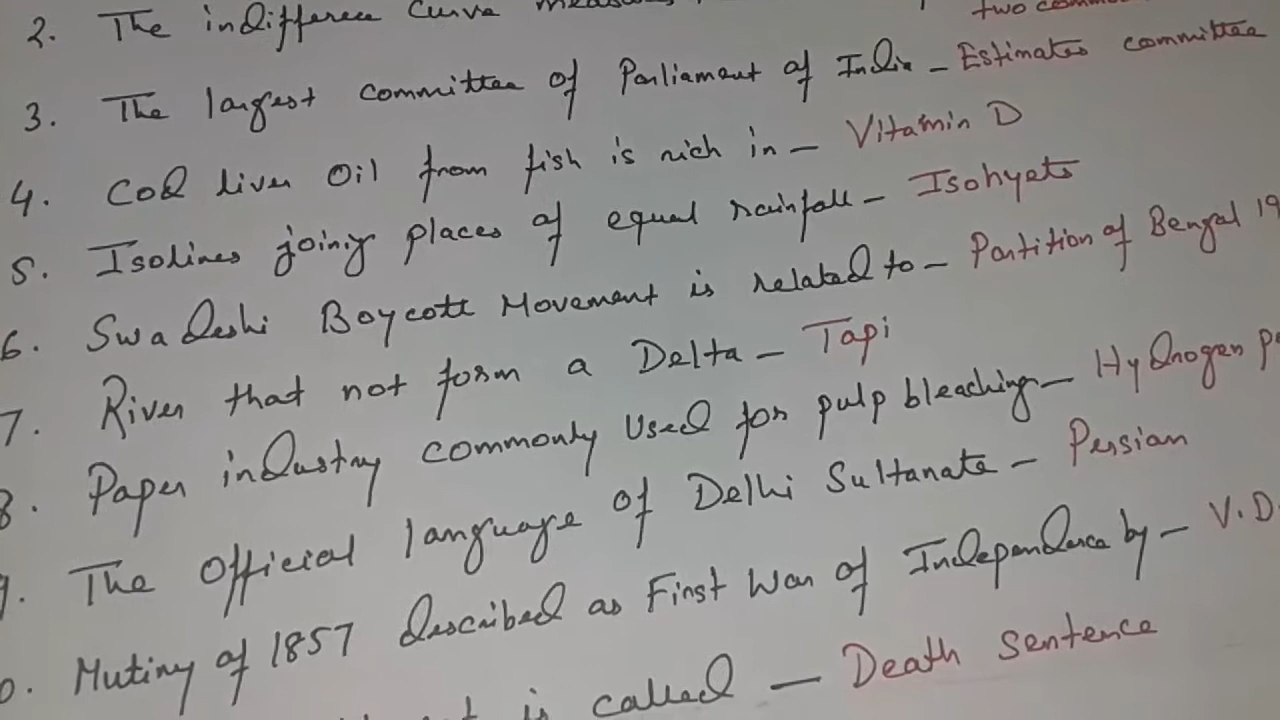 2. The indifference Curve two
3. The largest committee of Parliament of India - Estimates committee
4. Cod liver Oil from fish is rich in - Vitamin D
5. Isolines joining places of equal rainfall - Isohyets
6. Swadeshi Boycott Movement is related to - Partition of Bengal 19
7. River that not form a Delta - Tapi
8. Paper industry commonly Used for pulp bleaching - Hydrogen
9. The Official language of Delhi Sultanate - Persian
0. Mutiny of 1857 described as First War of Independence by - V.D.
is called - Death Sentence